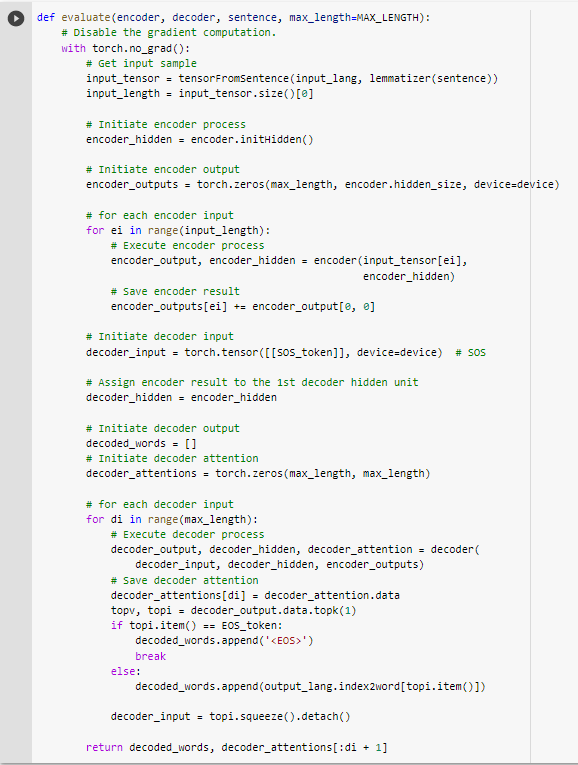 def evaluate(encoder, decoder, sentence, max_length=MAX_LENGTH):
    # Disable the gradient computation.
    with torch.no_grad():
        # Get input sample
        input_tensor = tensorFromSentence(input_lang, lemmatizer(sentence))
        input_length = input_tensor.size()[0]

        # Initiate encoder process
        encoder_hidden = encoder.initHidden()

        # Initiate encoder output
        encoder_outputs = torch.zeros(max_length, encoder.hidden_size, device=device)

        # for each encoder input
        for ei in range(input_length):
            # Execute encoder process
            encoder_output, encoder_hidden = encoder(input_tensor[ei],
                                                     encoder_hidden)
            # Save encoder result
            encoder_outputs[ei] += encoder_output[0, 0]

        # Initiate decoder input
        decoder_input = torch.tensor([[SOS_token]], device=device)  # SOS

        # Assign encoder result to the 1st decoder hidden unit
        decoder_hidden = encoder_hidden

        # Initiate decoder output
        decoded_words = []
        # Initiate decoder attention
        decoder_attentions = torch.zeros(max_length, max_length)

        # for each decoder input
        for di in range(max_length):
            # Execute decoder process
            decoder_output, decoder_hidden, decoder_attention = decoder(
                decoder_input, decoder_hidden, encoder_outputs)
            # Save decoder attention
            decoder_attentions[di] = decoder_attention.data
            topv, topi = decoder_output.data.topk(1)
            if topi.item() == EOS_token:
                decoded_words.append('<EOS>')
                break
            else:
                decoded_words.append(output_lang.index2word[topi.item()])

            decoder_input = topi.squeeze().detach()

        return decoded_words, decoder_attentions[:di + 1]